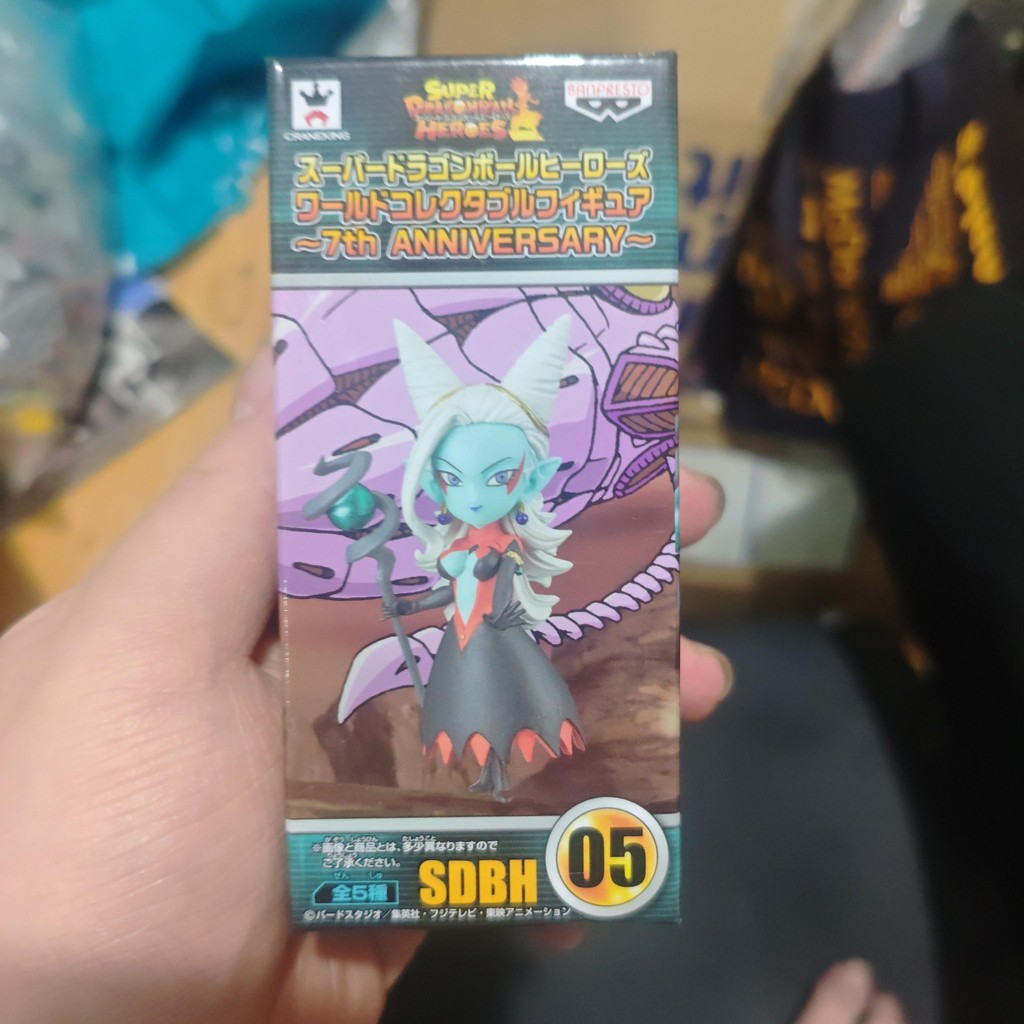 CRANEKING
SUPER
DRAGONBALL
HEROES
BANPRESTO
スーパードラゴンボールヒーローズ
ワールドコレクタブルフィギュア
～7th ANNIVERSARY～
※画像と商品とは、多少異なりますので
ご了承ください。
全5種
SDBH
05
©バードスタジオ/集英社・フジテレビ・東映アニメーション